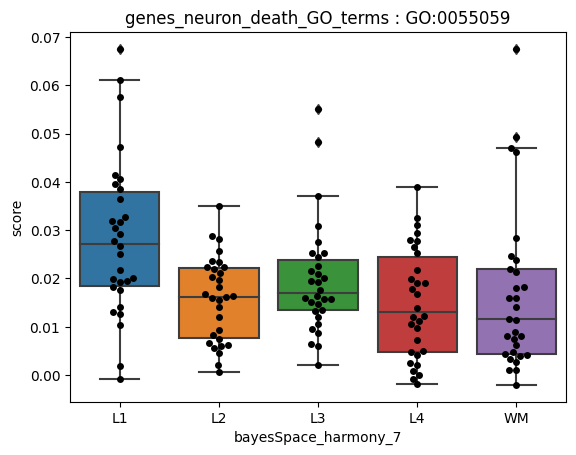 genes_neuron_death_GO_terms : GO:0055059
0.07
0.06
0.05
0.04
0.03
0.02
0.01
0.00
score
L1 L2 L3 L4 WM
bayesSpace_harmony_7